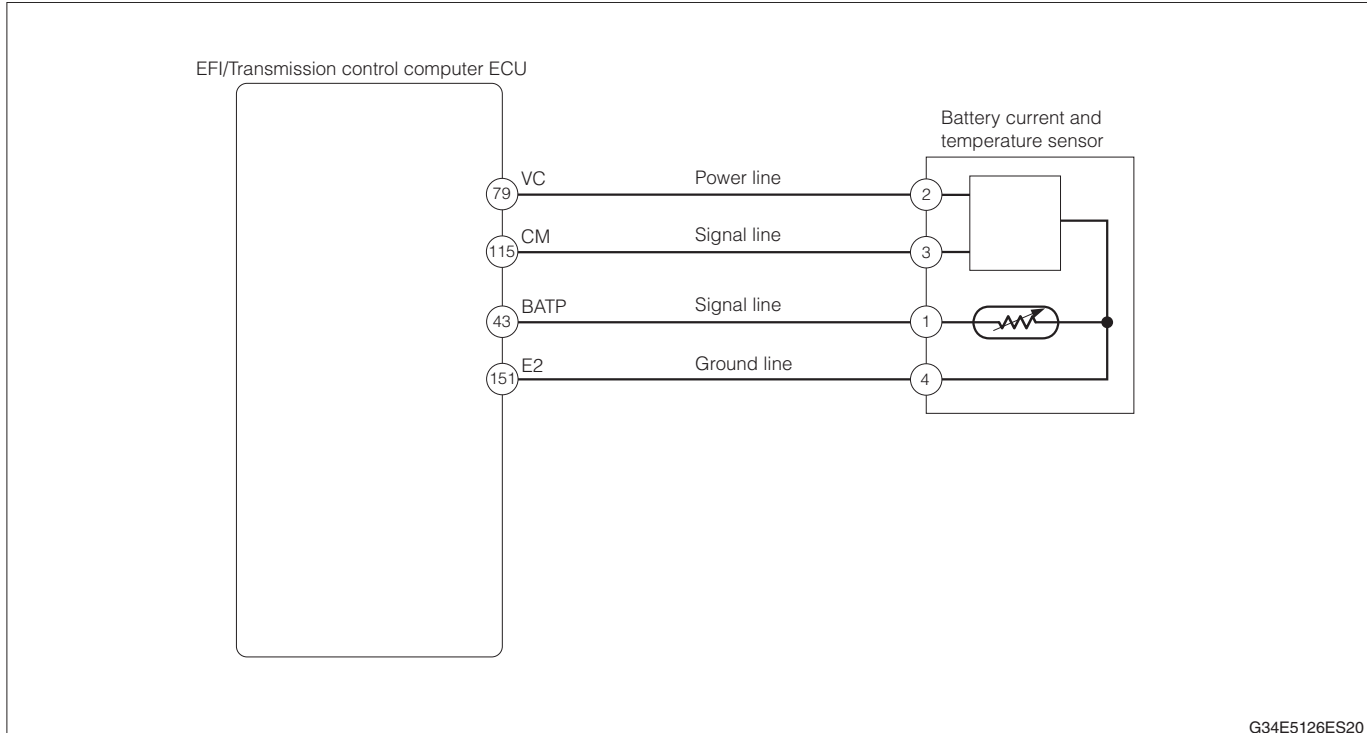 EFI/Transmission control computer ECU
Battery current and
temperature sensor
79 VC Power line 2
115 CM Signal line 3
43 BATP Signal line 1
151 E2 Ground line 4
G34E5126ES20